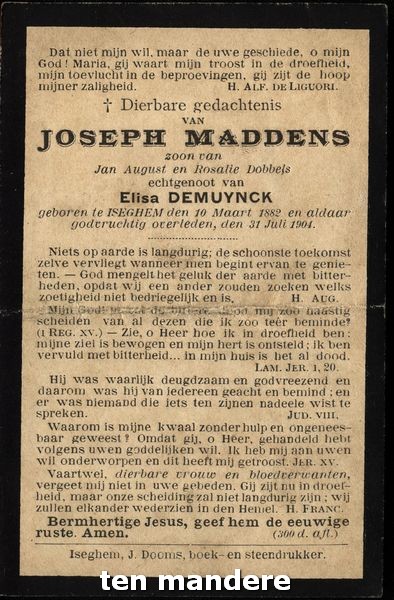 Dat niet mijn wil, maar de uwe geschiede, o mijn
God! Maria, gij waart mijn troost in de droefheid,
mijn toevlucht in de beproevingen, gij zijt de hoop
mijner zaligheid. H. ALF. DE LIGUORI.
† Dierbare gedachtenis
VAN
JOSEPH MADDENS
zoon van
Jan August en Rosalie Dobbels
echtgenoot van
Elisa DEMUYNCK
geboren te ISEGHEM den 10 Maart 1882 en aldaar
godvruchtig overleden, den 31 Juli 1904.
Niets op aarde is langdurig; de schoonste toekomst
zelve vervliegt wanneer men begint ervan te genie-
ten. — God mengelt het geluk der aarde met bitter-
heden, opdat wij een ander zouden zoeken welks
zoetigheid niet bedriegelijk en is. H. AUG.
Mijn God! moet de bittere dood mij zoo haastig
scheiden van al dezen die ik zoo teêr beminde?
(I REG. XV.) — Zie, o Heer hoe ik in droefheid ben:
mijne ziel is bewogen en mijn hert is ontsteld; ik ben
vervuld met bitterheid... in mijn huis is het al dood.
LAM. JER. 1, 20.
Hij was waarlijk deugdzaam en godvreezend en
daarom was hij van iedereen geacht en bemind; en
er was niemand die iets ten zijnen nadeele wist te
spreken. JUD. VIII.
Waarom is mijne kwaal zonder hulp en ongenees-
baar geweest? Omdat gij, o Heer, gehandeld hebt
volgens uwen goddelijken wil. Ik heb mij aan uwen
wil onderworpen en dit heeft mij getroost. JER. XV.
Vaartwel, dierbare vrouw en bloedverwanten,
vergeet mij niet in uwe gebeden. Gij zijt nu in droef-
heid, maar onze scheiding zal niet langdurig zijn; wij
zullen elkander wederzien in den Hemel. H. FRANC.
Bermhertige Jesus, geef hem de eeuwige
ruste. Amen. (300 d. afl.)
Iseghem, J. Dooms, boek- en steendrukker.
ten mandere